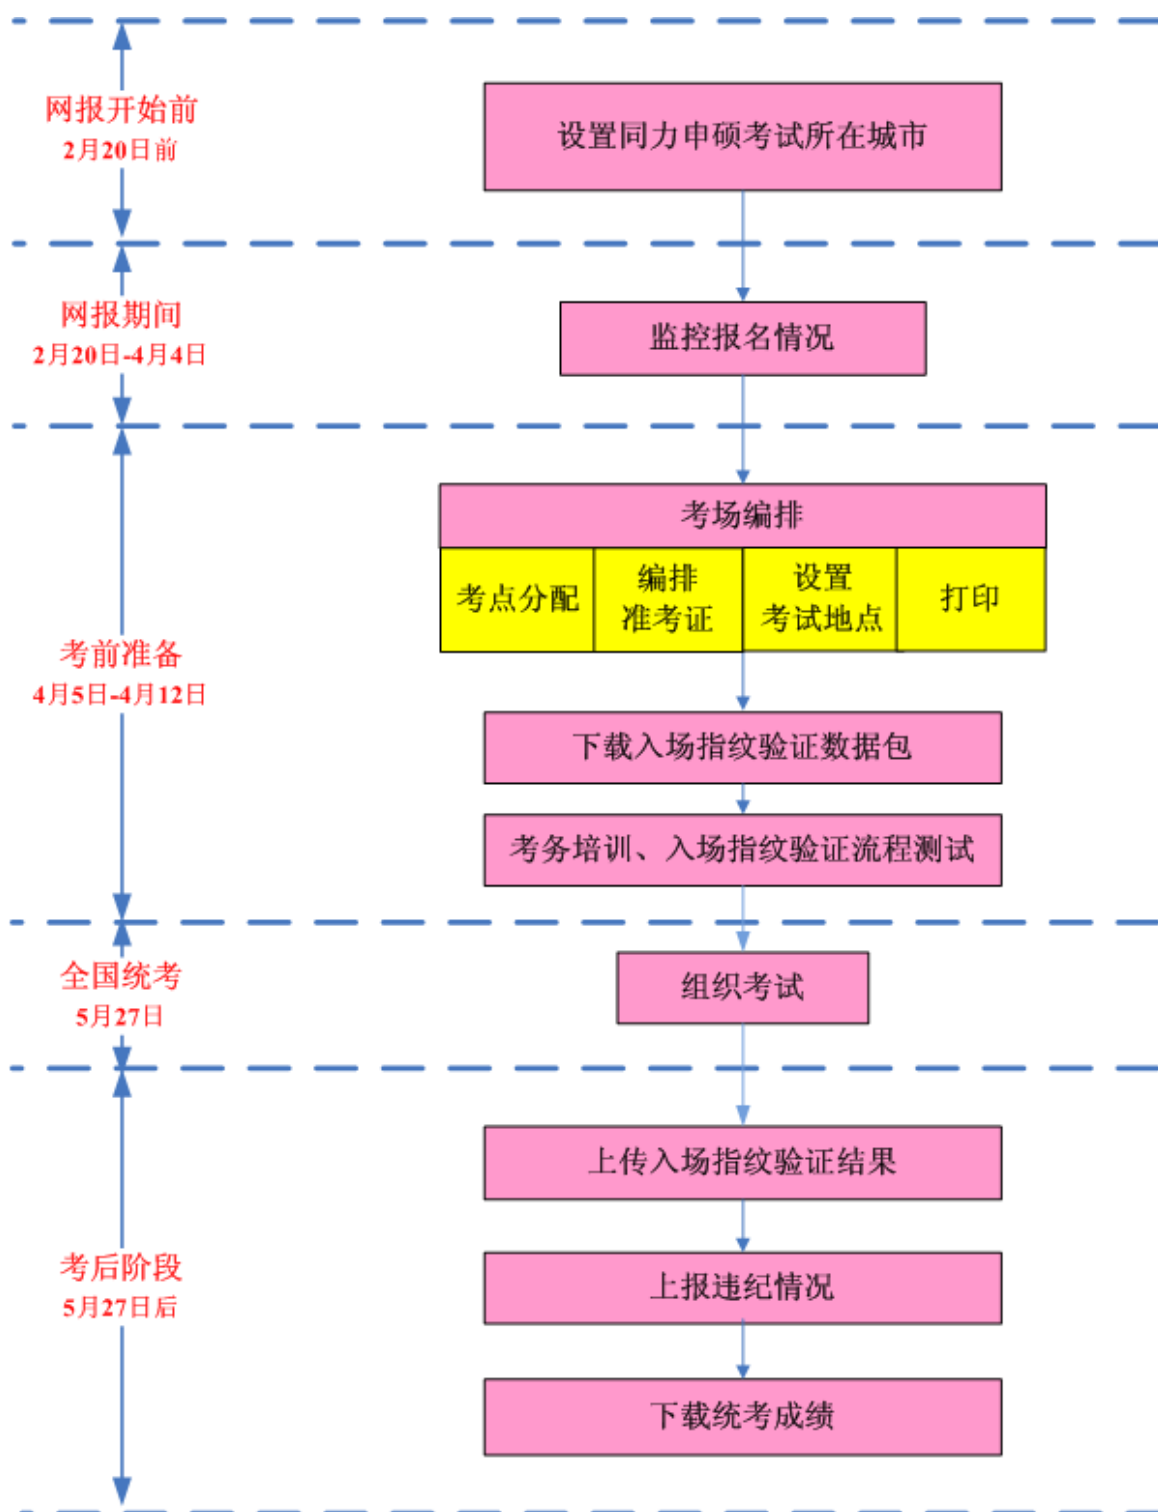 网报开始前
2月20日前
设置同力申硕考试所在城市
网报期间
2月20日-4月4日
监控报名情况
考场编排
考点分配
编排
准考证
设置
考试地点
打印
考前准备
4月5日-4月12日
下载入场指纹验证数据包
考务培训、入场指纹验证流程测试
全国统考
5月27日
组织考试
上传入场指纹验证结果
考后阶段
5月27日后
上报违纪情况
下载统考成绩